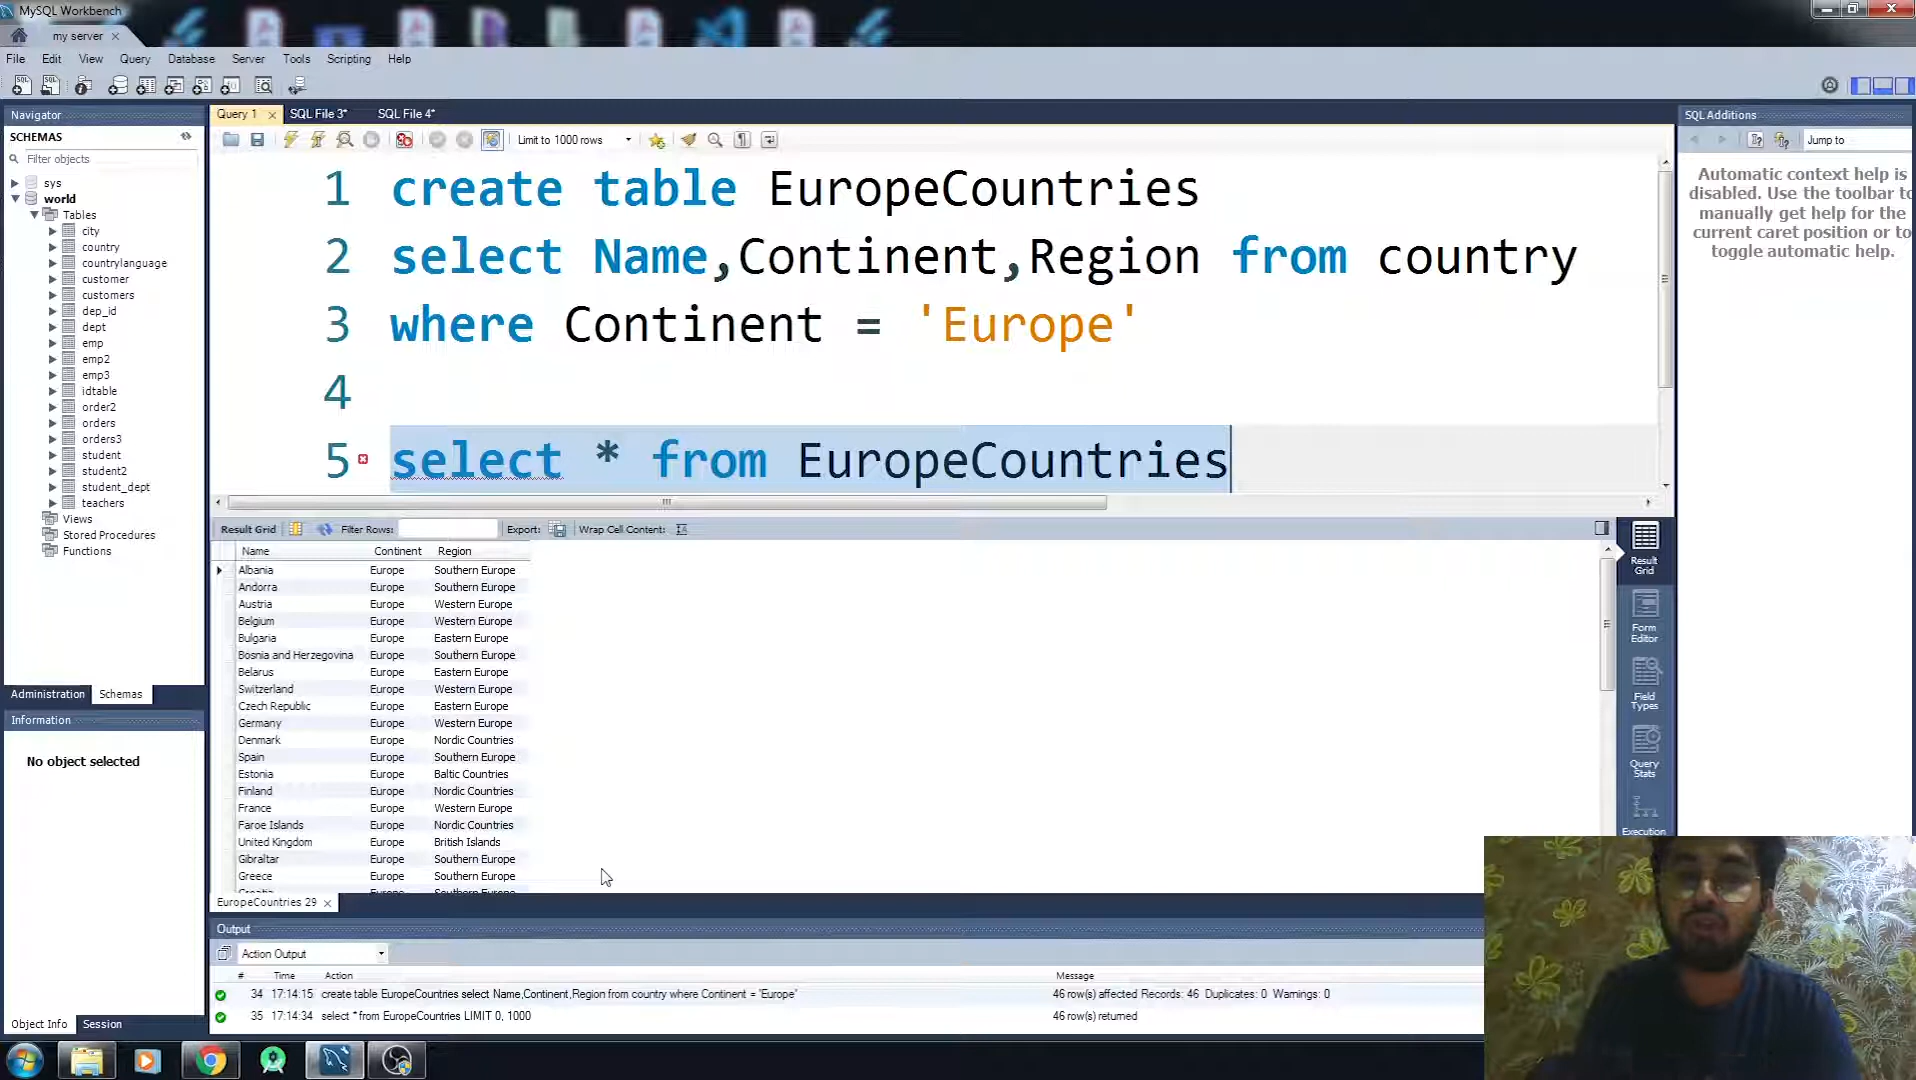 MySQL Workbench
my server
File Edit View Query Database Server Tools Scripting Help
Navigator
SCHEMAS
Filter objects
sys
world
Tables
city
country
countrylanguage
customer
customers
dep_id
dept
emp
emp2
emp3
idtable
order2
orders
orders3
student
student2
student_dept
teachers
Views
Stored Procedures
Functions
Administration Schemas
Information
No object selected
Object Info Session
Query 1 SQL File 3* SQL File 4*
Limit to 1000 rows
1 create table EuropeCountries
2 select Name,Continent,Region from country
3 where Continent = 'Europe'
4
5 select * from EuropeCountries
Result Grid Filter Rows: Export: Wrap Cell Content:
Name Continent Region
Albania Europe Southern Europe
Andorra Europe Southern Europe
Austria Europe Western Europe
Belgium Europe Western Europe
Bulgaria Europe Eastern Europe
Bosnia and Herzegovina Europe Southern Europe
Belarus Europe Eastern Europe
Switzerland Europe Western Europe
Czech Republic Europe Eastern Europe
Germany Europe Western Europe
Denmark Europe Nordic Countries
Spain Europe Southern Europe
Estonia Europe Baltic Countries
Finland Europe Nordic Countries
France Europe Western Europe
Faroe Islands Europe Nordic Countries
United Kingdom Europe British Islands
Gibraltar Europe Southern Europe
Greece Europe Southern Europe
Croatia Europe Southern Europe
EuropeCountries 29
Output
Action Output
# Time Action Message
34 17:14:15 create table EuropeCountries select Name,Continent,Region from country where Continent = 'Europe' 46 row(s) affected Records: 46 Duplicates: 0 Warnings: 0
35 17:14:34 select * from EuropeCountries LIMIT 0, 1000 46 row(s) returned
Result
Grid
Form
Editor
Field
Types
Query
Stats
Execution
SQL Additions
Jump to
Automatic context help is
disabled. Use the toolbar to
manually get help for the
current caret position or to
toggle automatic help.